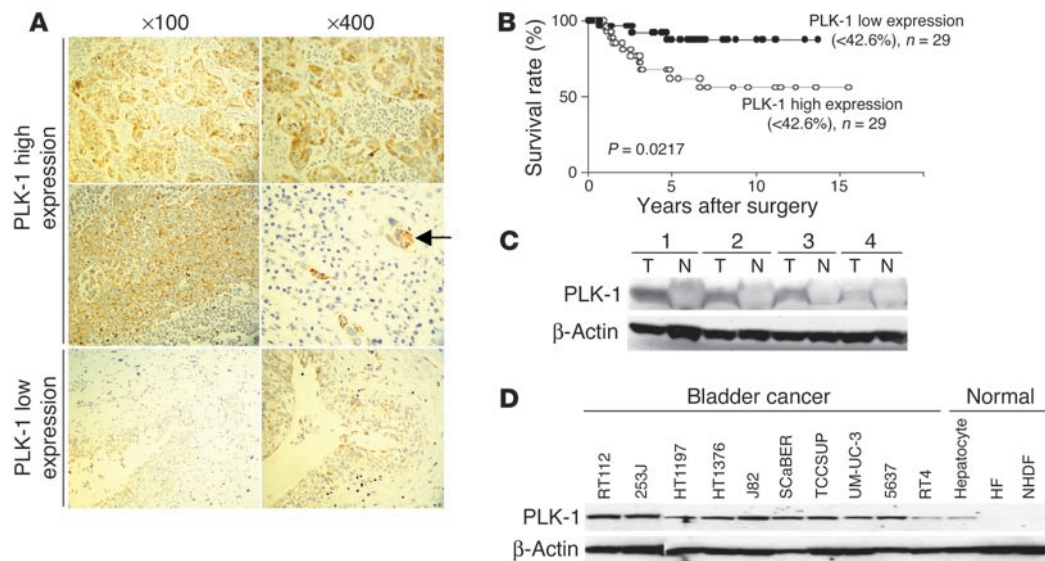 A
×100
×400
PLK-1 high
expression
PLK-1 low
expression
B
Survival rate (%)
100
50
0
0
5
10
15
Years after surgery
PLK-1 low expression
(<42.6%), n = 29
PLK-1 high expression
(<42.6%), n = 29
P = 0.0217
C
1 2 3 4
T N T N T N T N
PLK-1
β-Actin
D
Bladder cancer Normal
RT112
253J
HT1197
HT1376
J82
SCaBER
TCCSUP
UM-UC-3
5637
RT4
Hepatocyte
HF
NHDF
PLK-1
β-Actin